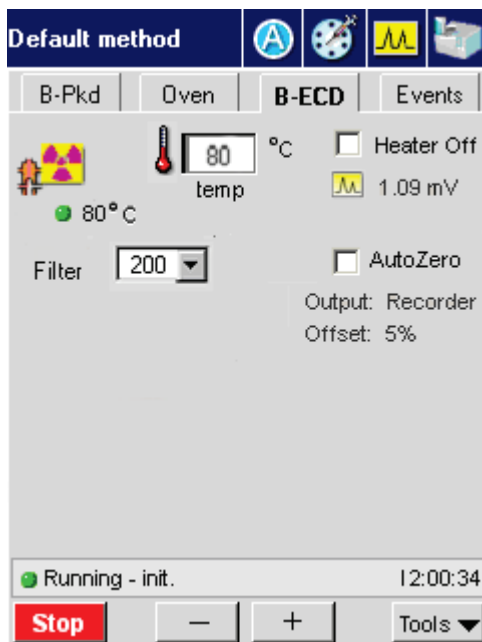 Default method A
B-Pkd Oven B-ECD Events
80 °C Heater Off
temp 1.09 mV
80°C
Filter 200 AutoZero
Output: Recorder
Offset: 5%
Running - init. 12:00:34
Stop – + Tools